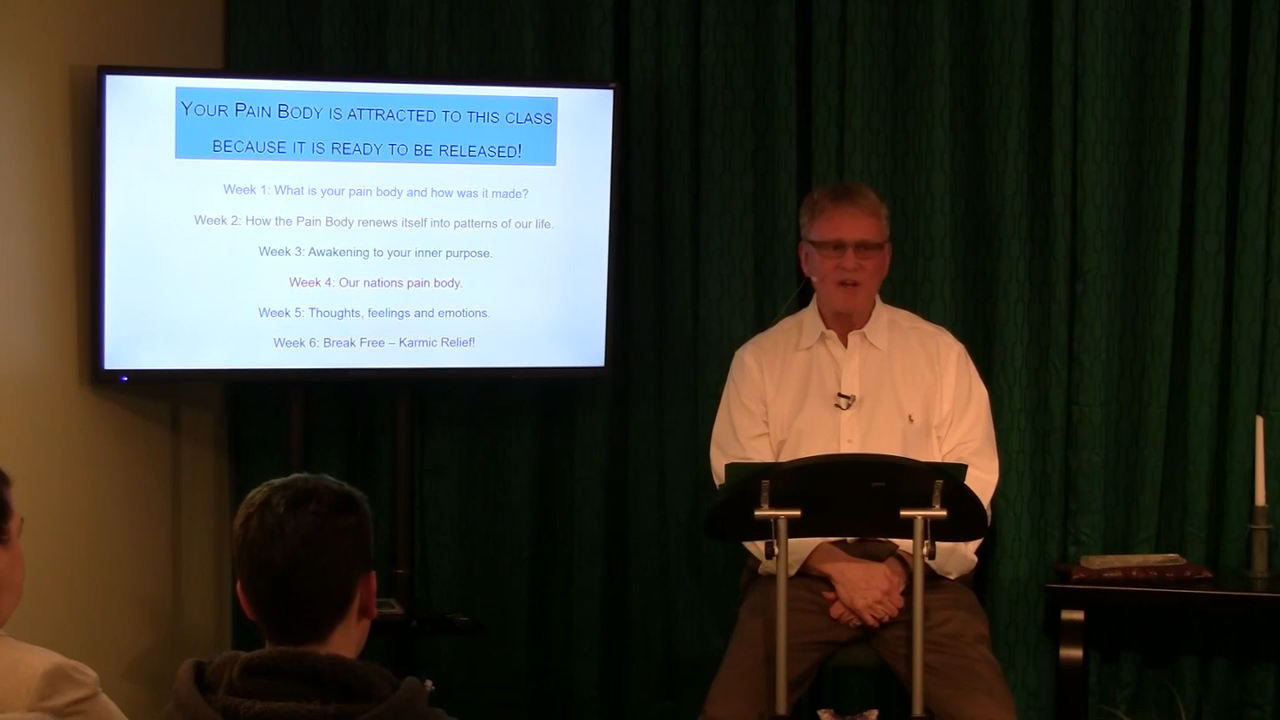 YOUR PAIN BODY IS ATTRACTED TO THIS CLASS
BECAUSE IT IS READY TO BE RELEASED!
Week 1: What is your pain body and how was it made?
Week 2: How the Pain Body renews itself into patterns of our life.
Week 3: Awakening to your inner purpose.
Week 4: Our nations pain body.
Week 5: Thoughts, feelings and emotions.
Week 6: Break Free – Karmic Relief!